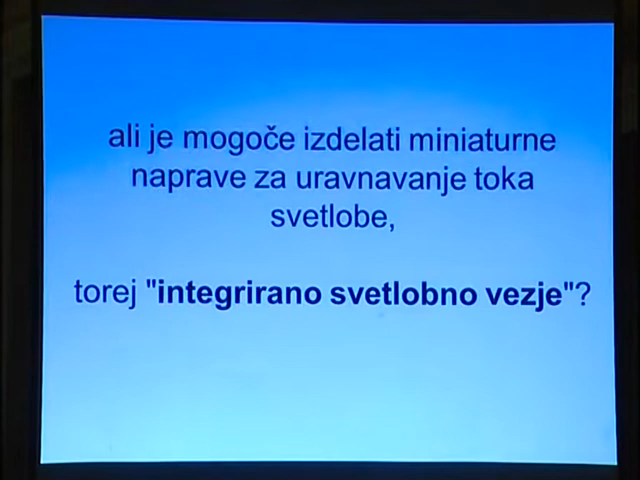 ali je mogoče izdelati miniaturne
naprave za uravnavanje toka
svetlobe,
torej "integrirano svetlobno vezje"?